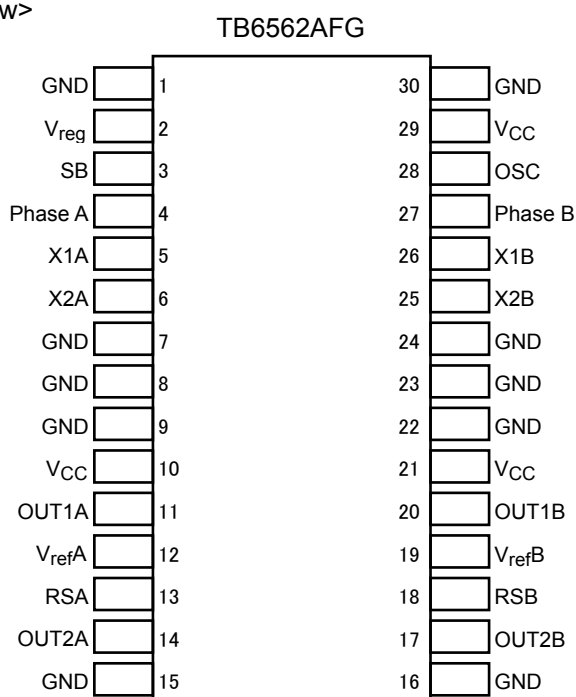 w>
TB6562AFG
GND 1 30 GND
Vreg 2 29 VCC
SB 3 28 OSC
Phase A 4 27 Phase B
X1A 5 26 X1B
X2A 6 25 X2B
GND 7 24 GND
GND 8 23 GND
GND 9 22 GND
VCC 10 21 VCC
OUT1A 11 20 OUT1B
VrefA 12 19 VrefB
RSA 13 18 RSB
OUT2A 14 17 OUT2B
GND 15 16 GND